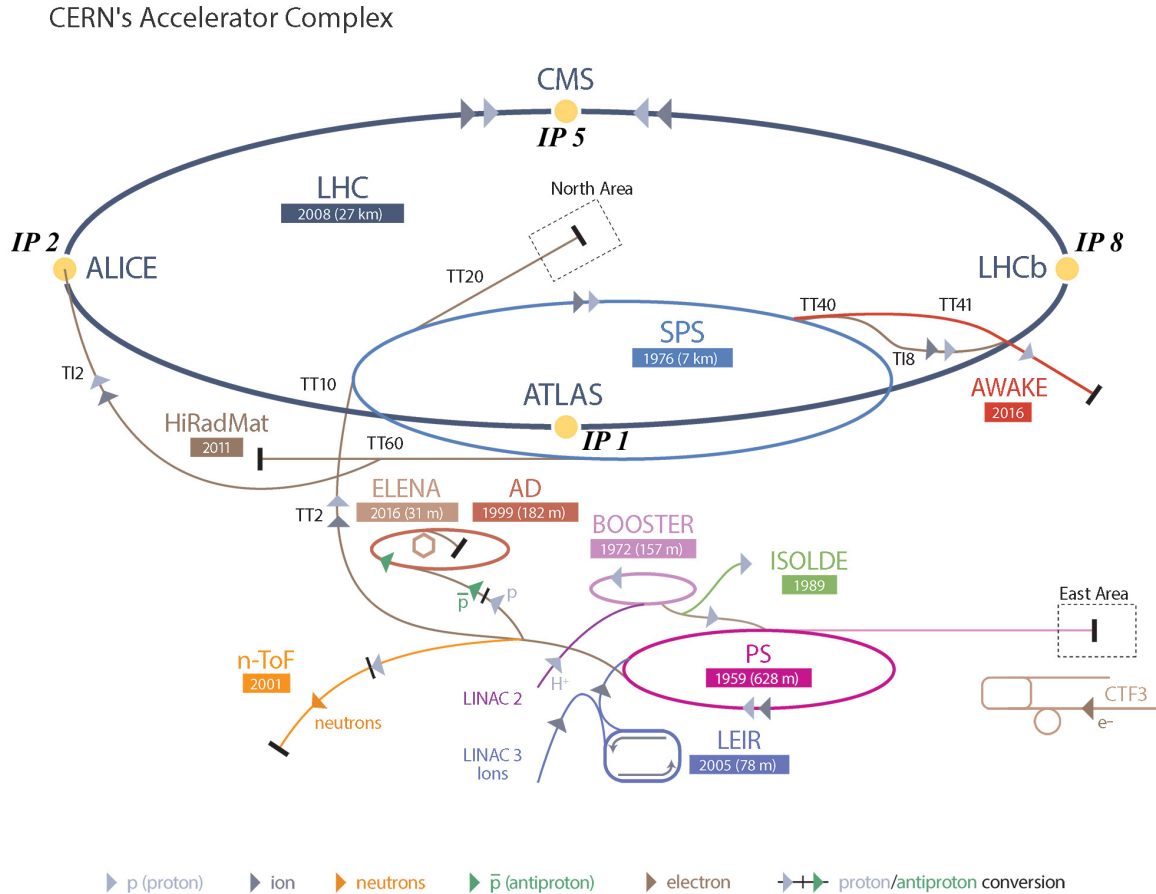 CERN's Accelerator Complex
CMS
IP 5
LHC
2008 (27 km)
North Area
IP 2
ALICE
IP 8
LHCb
TT20
TT40
TT41
SPS
1976 (7 km)
TI8
TI2
TT10
ATLAS
IP 1
AWAKE
2016
HiRadMat
2011
TT60
ELENA
2016 (31 m)
AD
1999 (182 m)
TT2
BOOSTER
1972 (157 m)
ISOLDE
1989
p̅
p
East Area
n-ToF
2001
PS
1959 (628 m)
H⁺
LINAC 2
neutrons
CTF3
e–
LEIR
2005 (78 m)
LINAC 3
Ions
p (proton)
ion
neutrons
p̅ (antiproton)
electron
proton/antiproton conversion